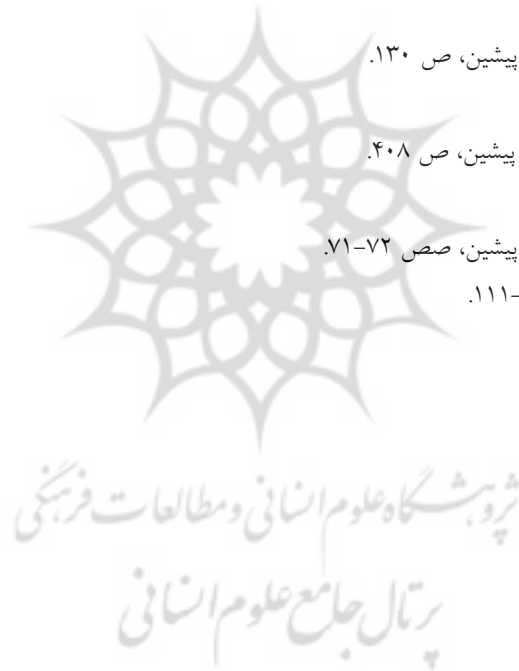 پیشین، ص ۱۳۰.
پیشین، ص ۴۰۸.
پیشین، صص ۷۲-۷۱.
-۱۱۱.
پژوهشگاه علوم انسانی و مطالعات فرهنگی
پرتال جامع علوم انسانی